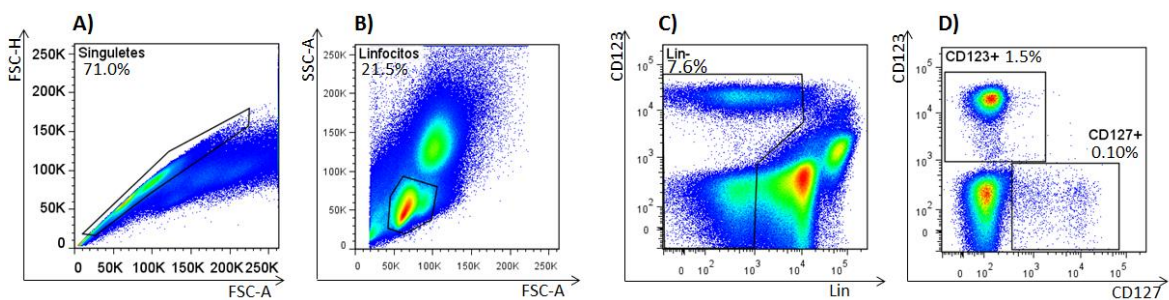 A)
FSC-H
250K
200K
150K
100K
50K
0
Singuletes
71.0%
0 50K 100K 150K 200K 250K
FSC-A
B)
SSC-A
250K
200K
150K
100K
50K
0
Linfocitos
21.5%
0 50K 100K 150K 200K 250K
FSC-A
C)
CD123
10^5
10^4
10^3
10^2
0
Lin-
7.6%
0 10^3 10^4 10^5
Lin
D)
CD123
10^5
10^4
10^3
10^2
0
CD123+ 1.5%
CD127+
0.10%
0 10^2 10^3 10^4 10^5
CD127